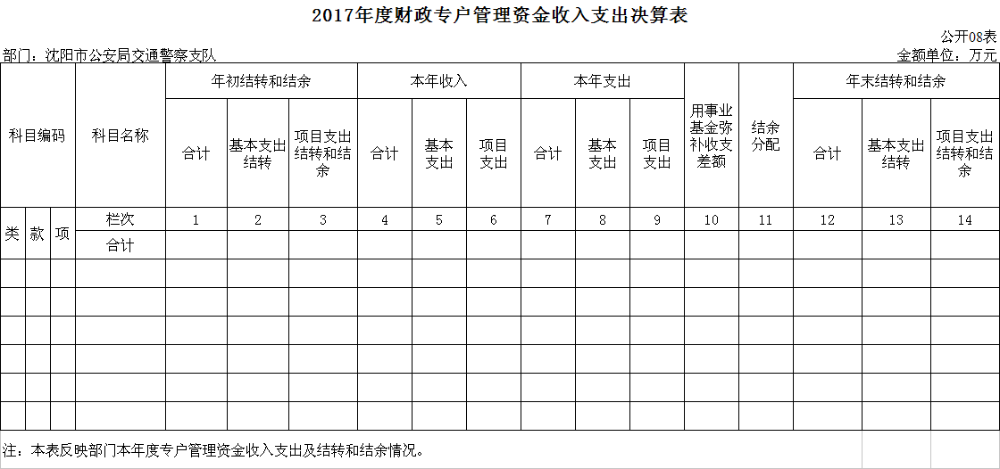 2017年度财政专户管理资金收入支出决算表
公开08表
部门：沈阳市公安局交通警察支队 金额单位：万元
科目编码 科目名称 年初结转和结余 本年收入 本年支出 用事业基金弥补收支差额 结余分配 年末结转和结余
合计 基本支出结转 项目支出结转和结余 合计 基本支出 项目支出 合计 基本支出 项目支出 合计 基本支出结转 项目支出结转和结余
类 款 项 栏次 1 2 3 4 5 6 7 8 9 10 11 12 13 14
合计
注：本表反映部门本年度专户管理资金收入支出及结转和结余情况。